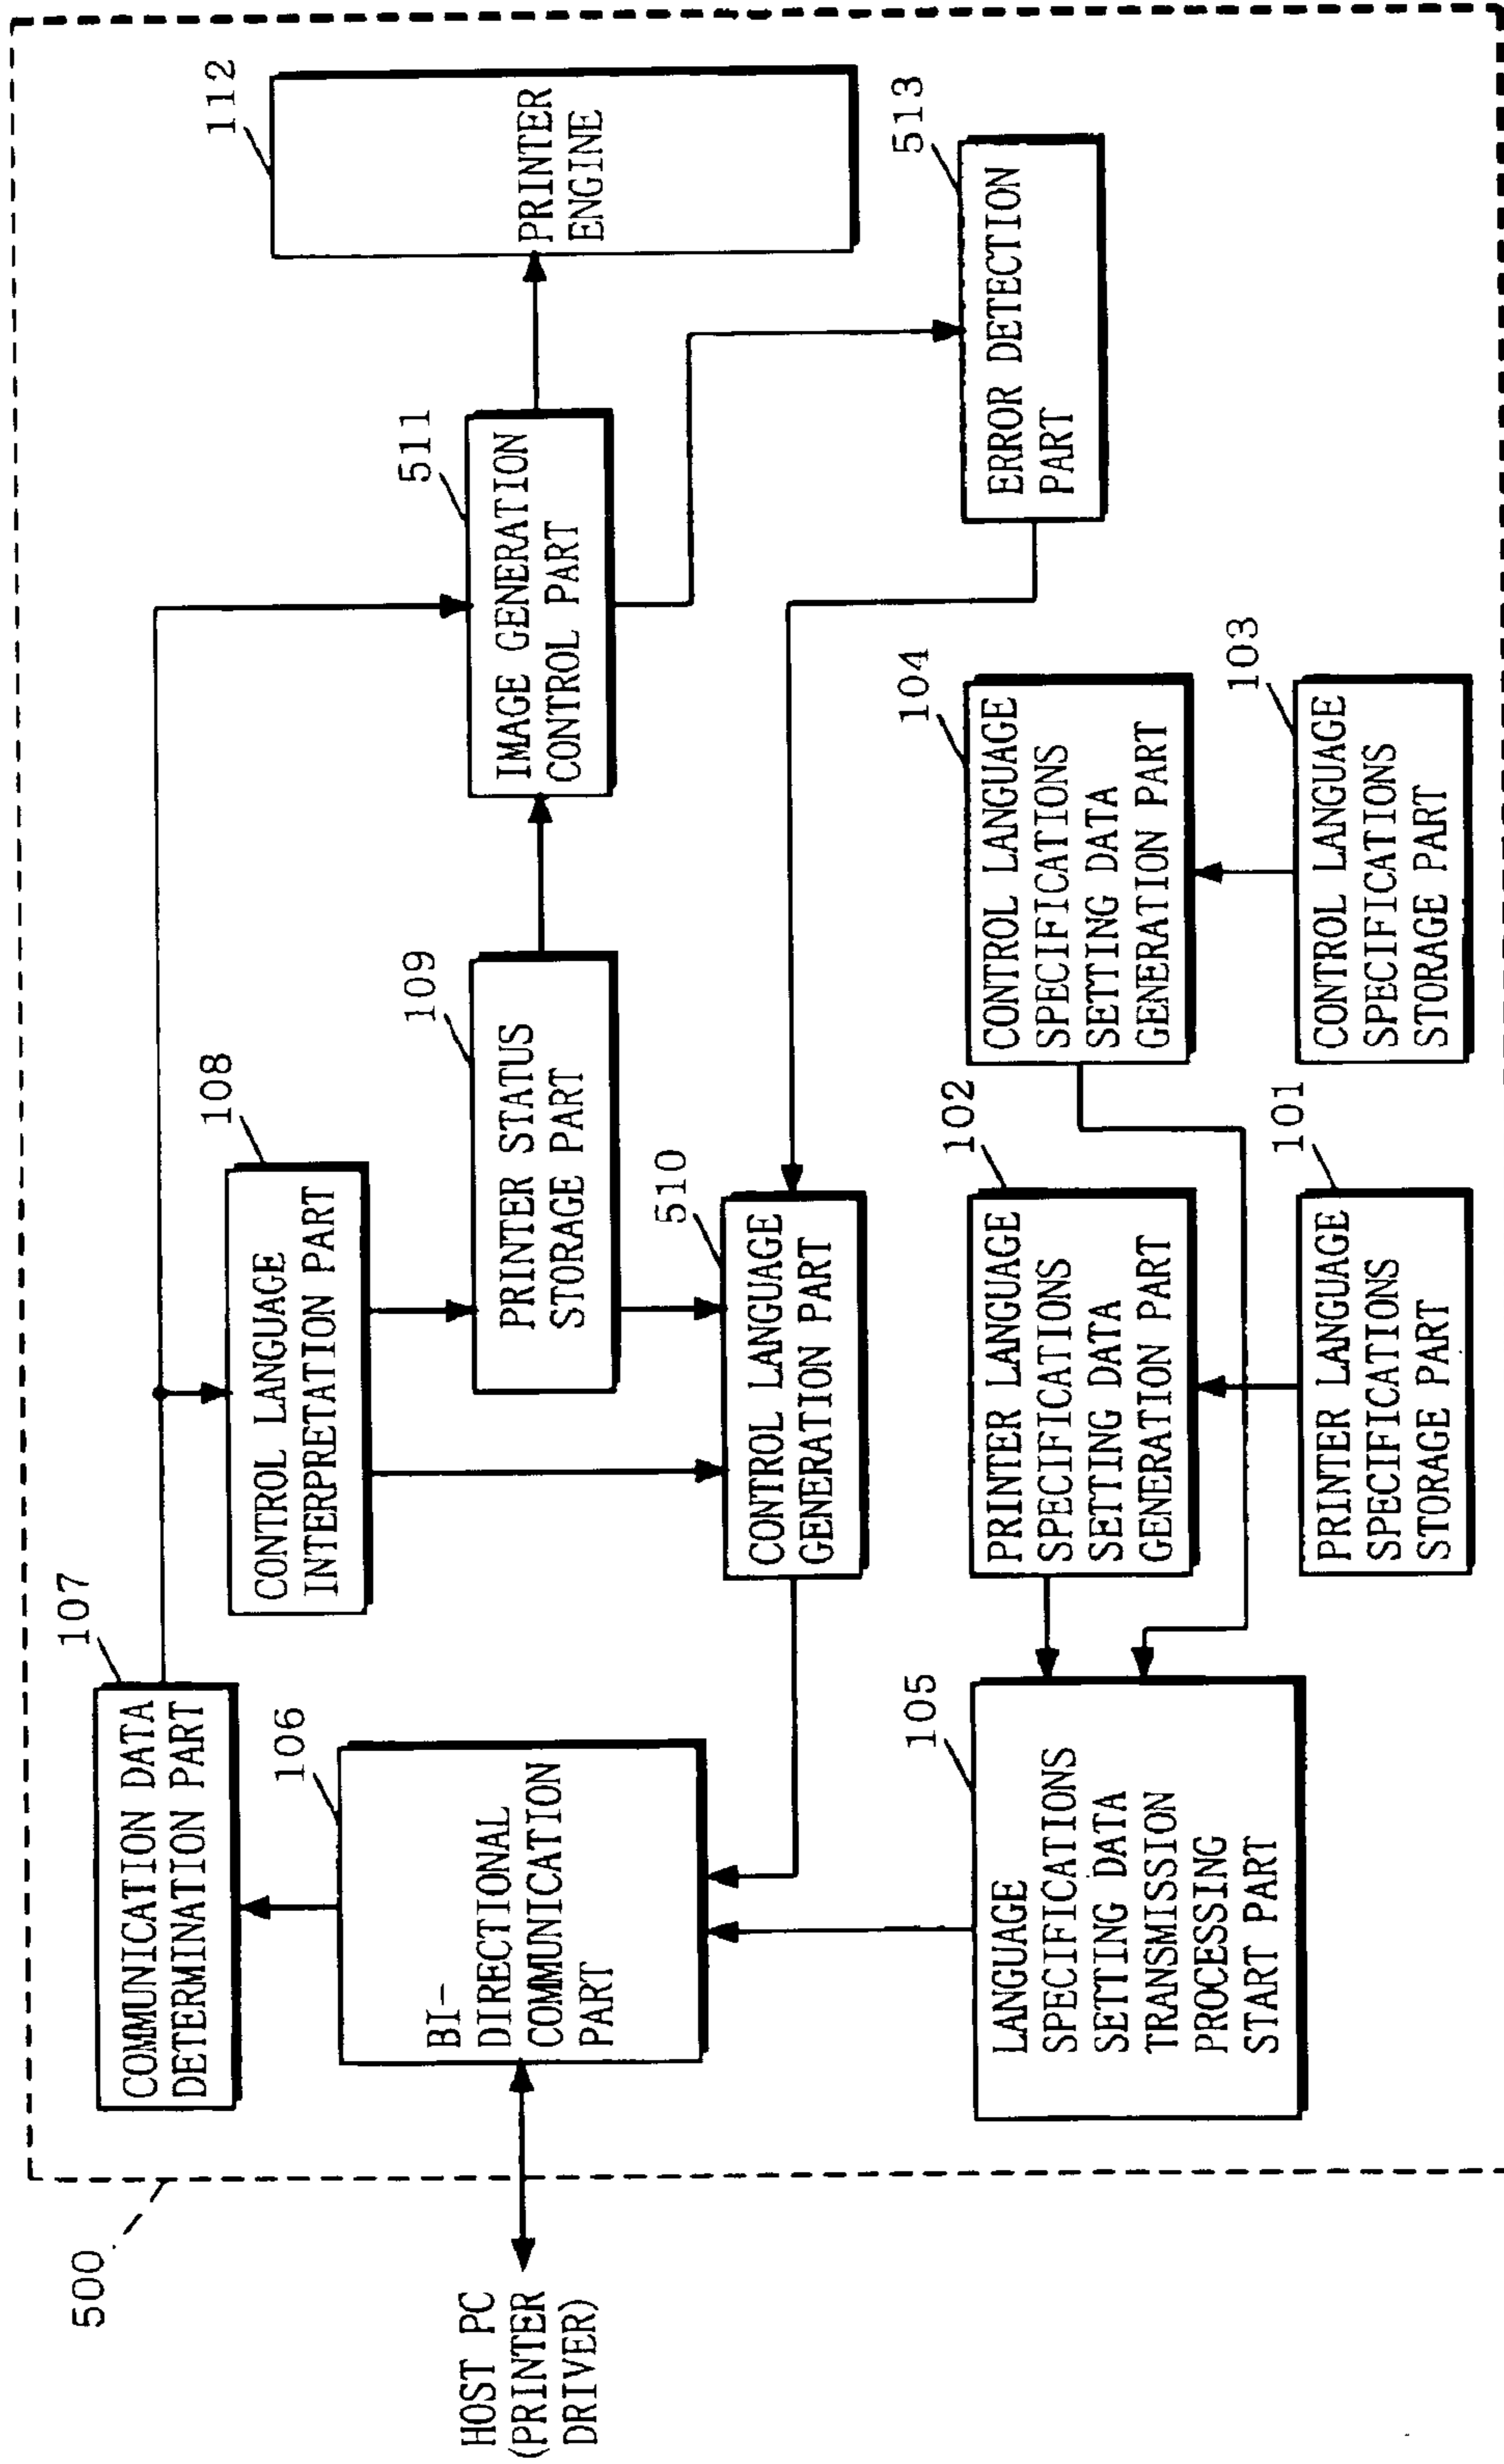 500
HOST PC
(PRINTER
DRIVER)
107
COMMUNICATION DATA
DETERMINATION PART
106
BI-
DIRECTIONAL
COMMUNICATION
PART
105
LANGUAGE
SPECIFICATIONS
SETTING DATA
TRANSMISSION
PROCESSING
START PART
108
CONTROL LANGUAGE
INTERPRETATION PART
109
PRINTER STATUS
STORAGE PART
510
CONTROL LANGUAGE
GENERATION PART
102
PRINTER LANGUAGE
SPECIFICATIONS
SETTING DATA
GENERATION PART
101
PRINTER LANGUAGE
SPECIFICATIONS
STORAGE PART
104
CONTROL LANGUAGE
SPECIFICATIONS
SETTING DATA
GENERATION PART
103
CONTROL LANGUAGE
SPECIFICATIONS
STORAGE PART
511
IMAGE GENERATION
CONTROL PART
112
PRINTER
ENGINE
513
ERROR DETECTION
PART